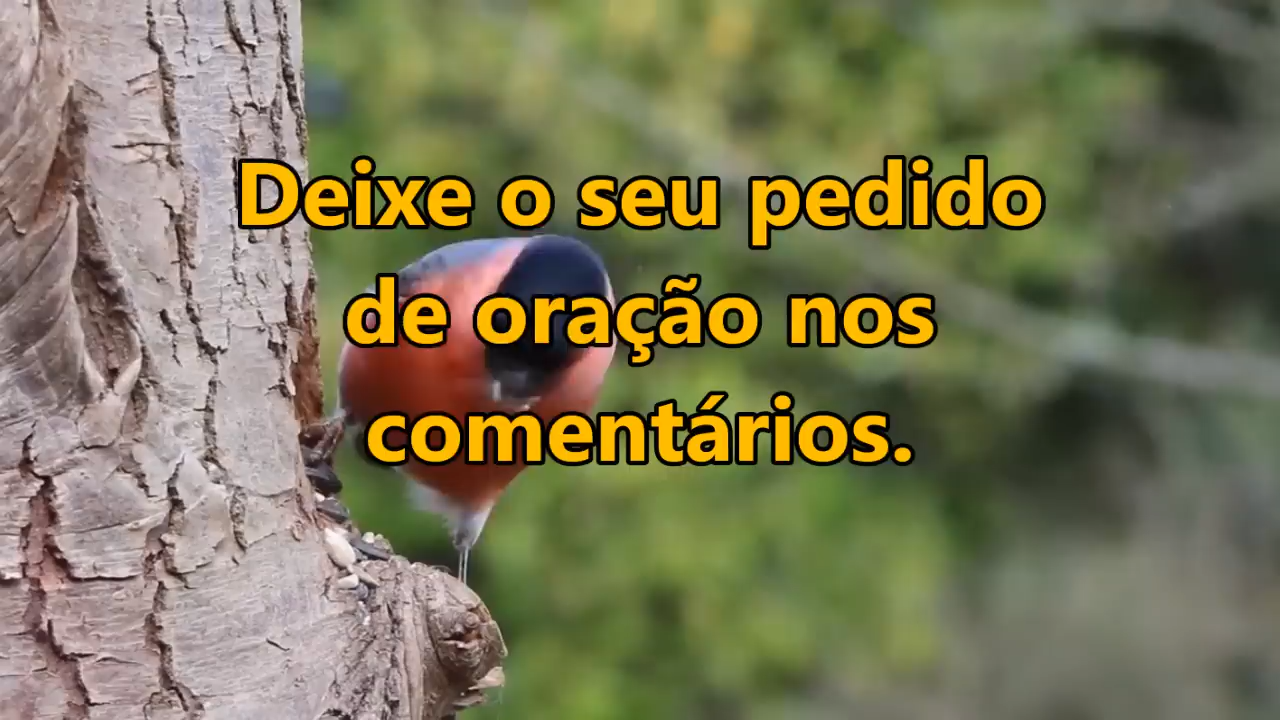 Deixe o seu pedido
de oração nos
comentários.